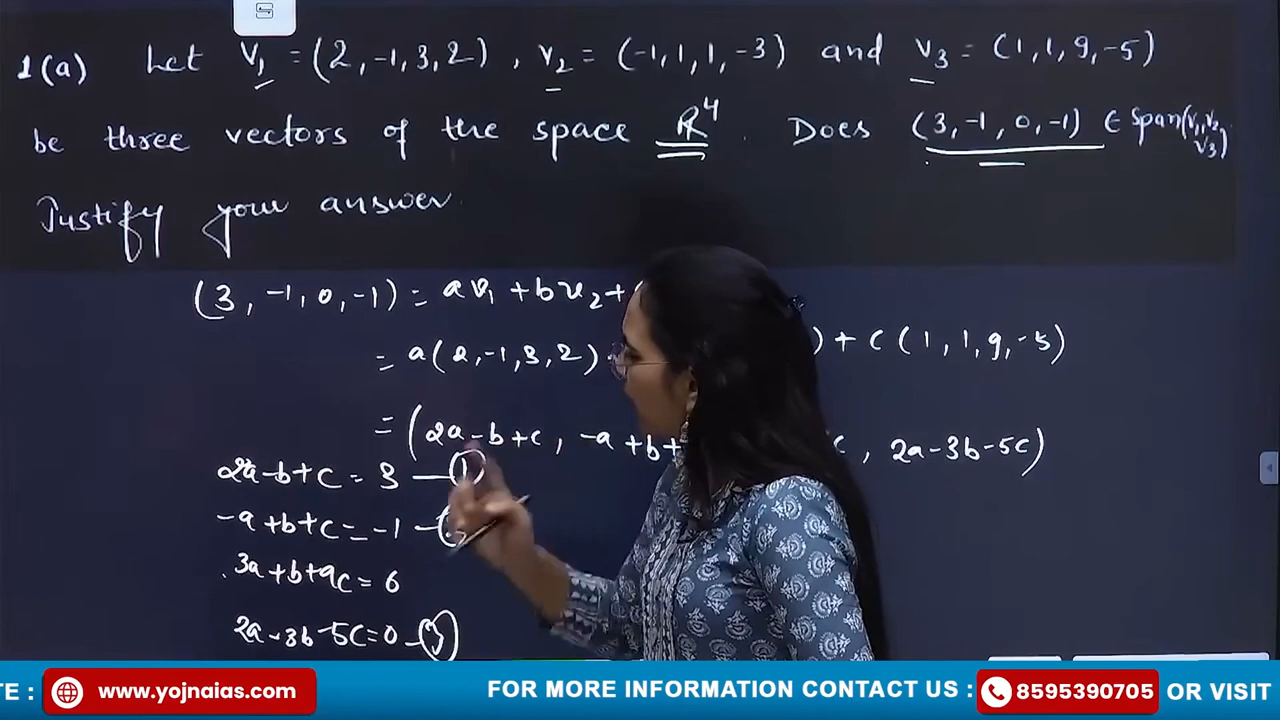 1(a) Let V1 = (2, -1, 3, 2), v2 = (-1, 1, 1, -3) and v3 = (1, 1, 9, -5)
be three vectors of the space R^4. Does (3, -1, 0, -1) ∈ Span(v1, v2, v3)
Justify your answer.
(3, -1, 0, -1) = av1 + bv2 +
= a(2, -1, 3, 2) ) + c(1, 1, 9, -5)
= (2a-b+c, -a+b+ c, 2a-3b-5c)
2a-b+c = 3 — ①
-a+b+c = -1 —
3a+b+9c = 6
2a-3b-5c=0 - ③
TE : www.yojnaias.com FOR MORE INFORMATION CONTACT US : 8595390705 OR VISIT